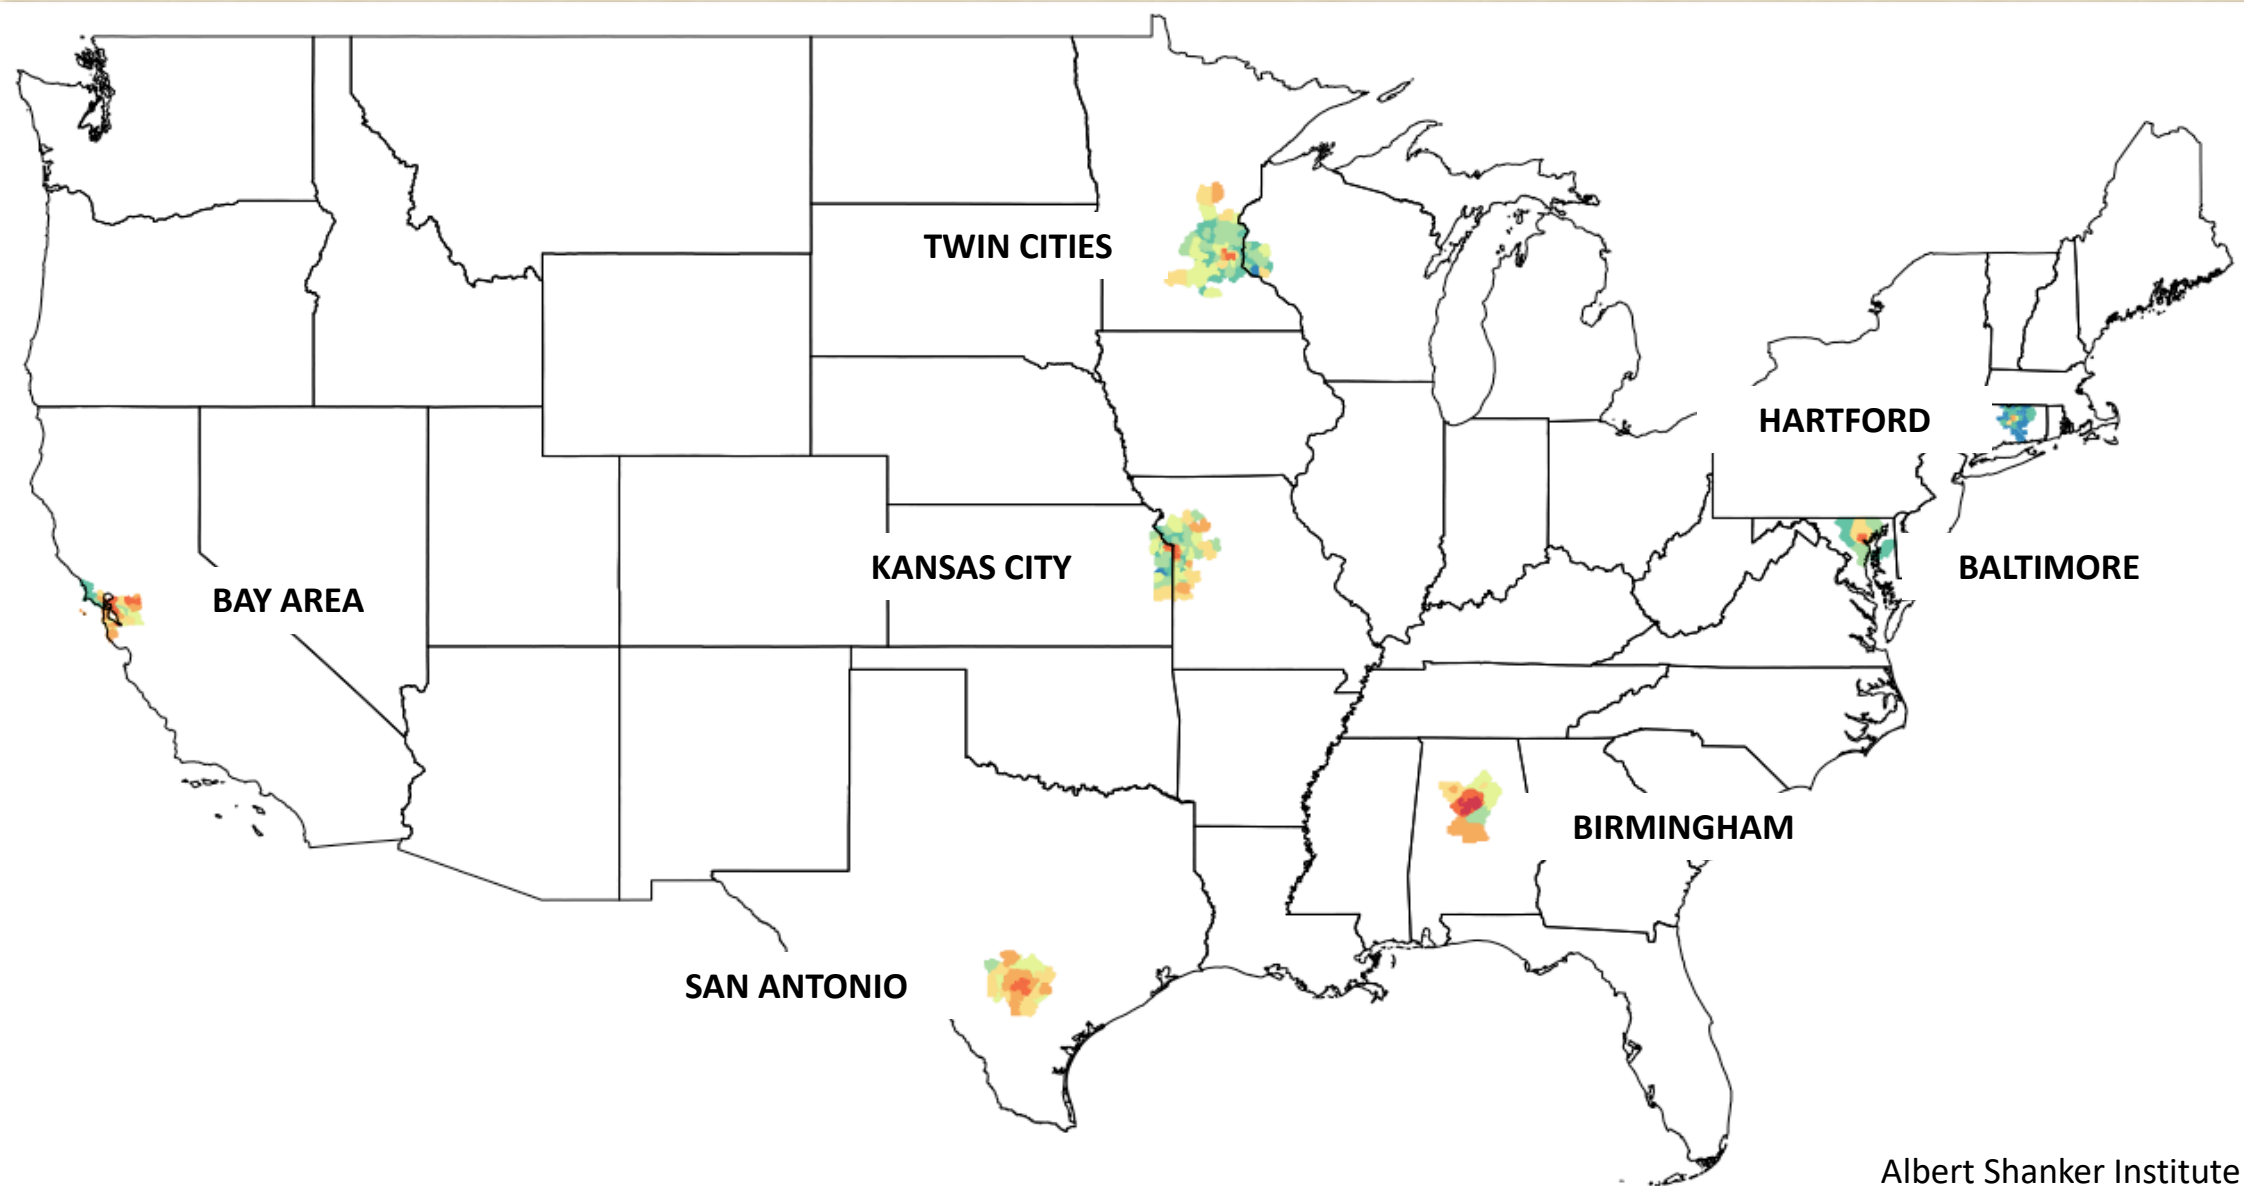 TWIN CITIES
HARTFORD
KANSAS CITY
BALTIMORE
BAY AREA
BIRMINGHAM
SAN ANTONIO
Albert Shanker Institute